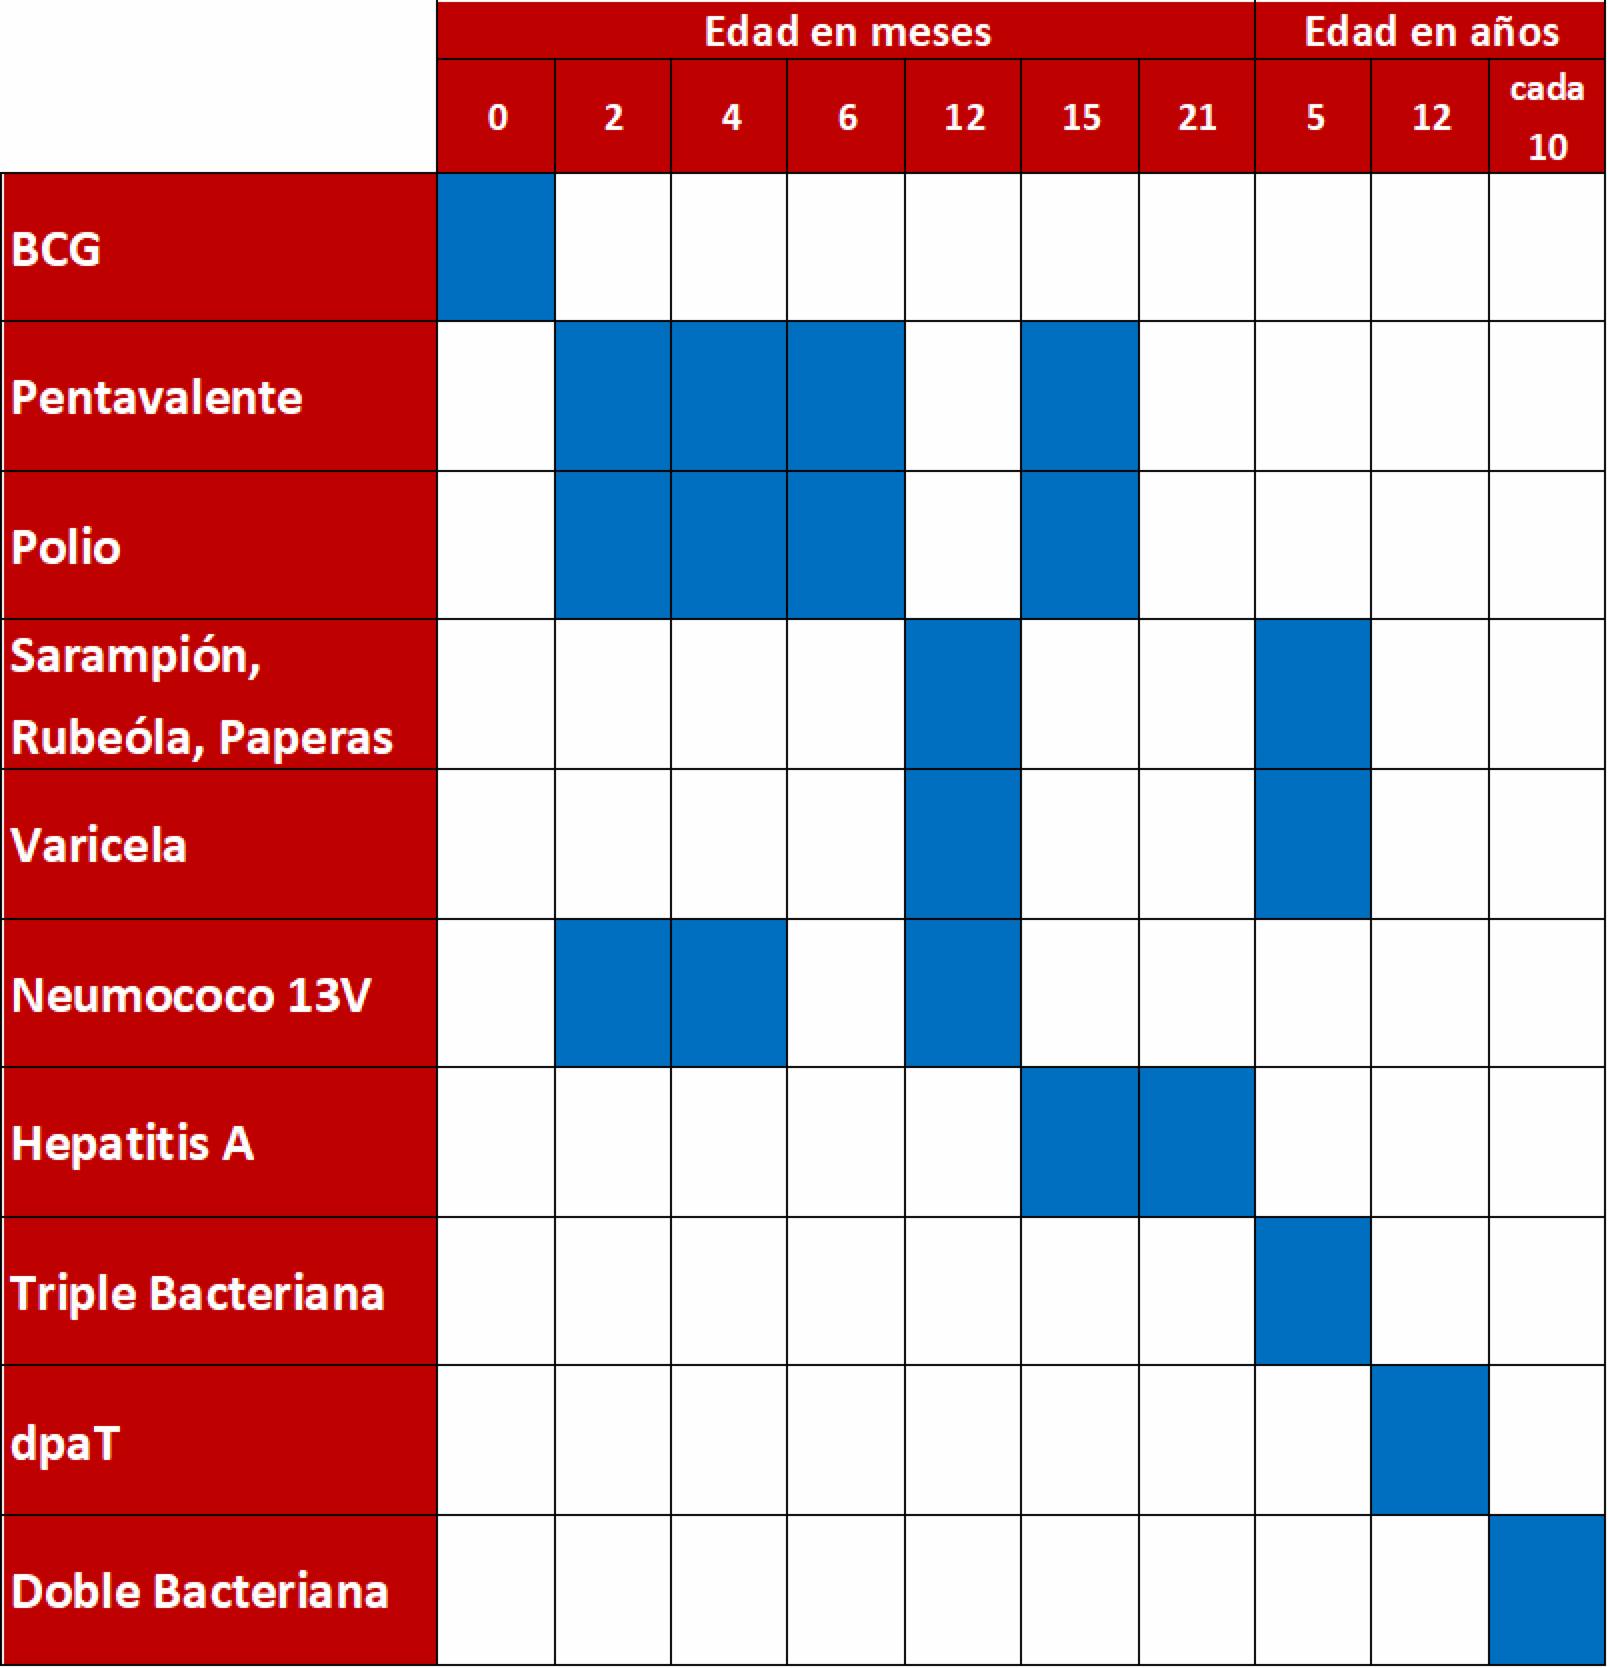 Edad en meses Edad en años
0 2 4 6 12 15 21 5 12 cada
10
BCG
Pentavalente
Polio
Sarampión,
Rubeóla, Paperas
Varicela
Neumococo 13V
Hepatitis A
Triple Bacteriana
dpaT
Doble Bacteriana